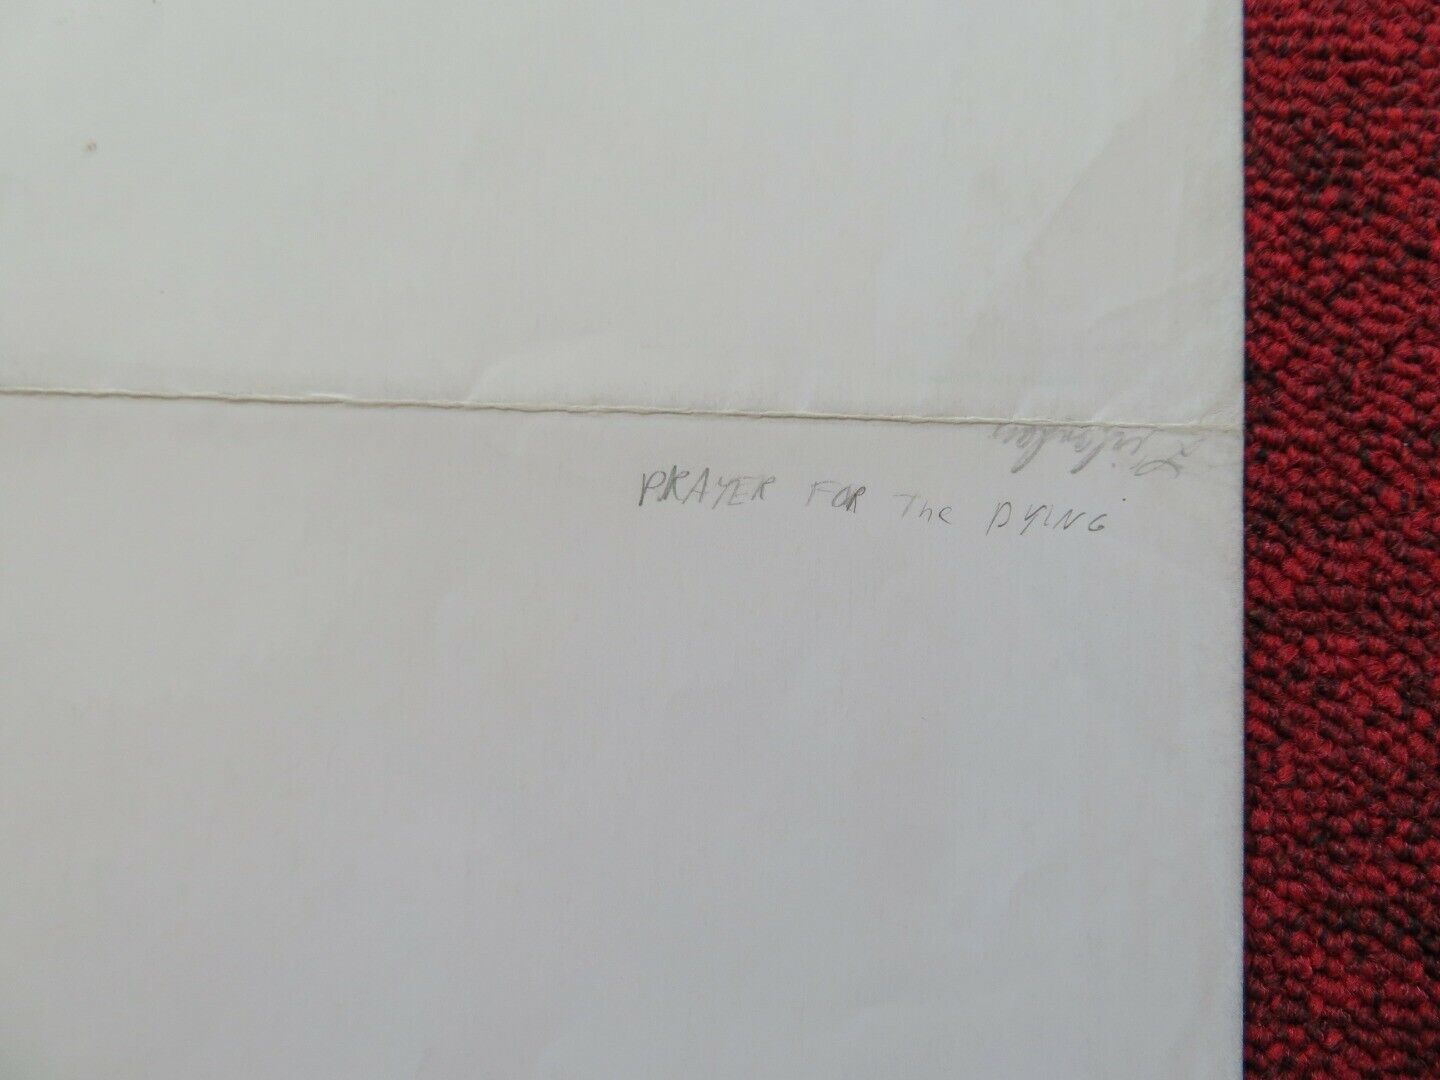 PRAYER FOR The DYING